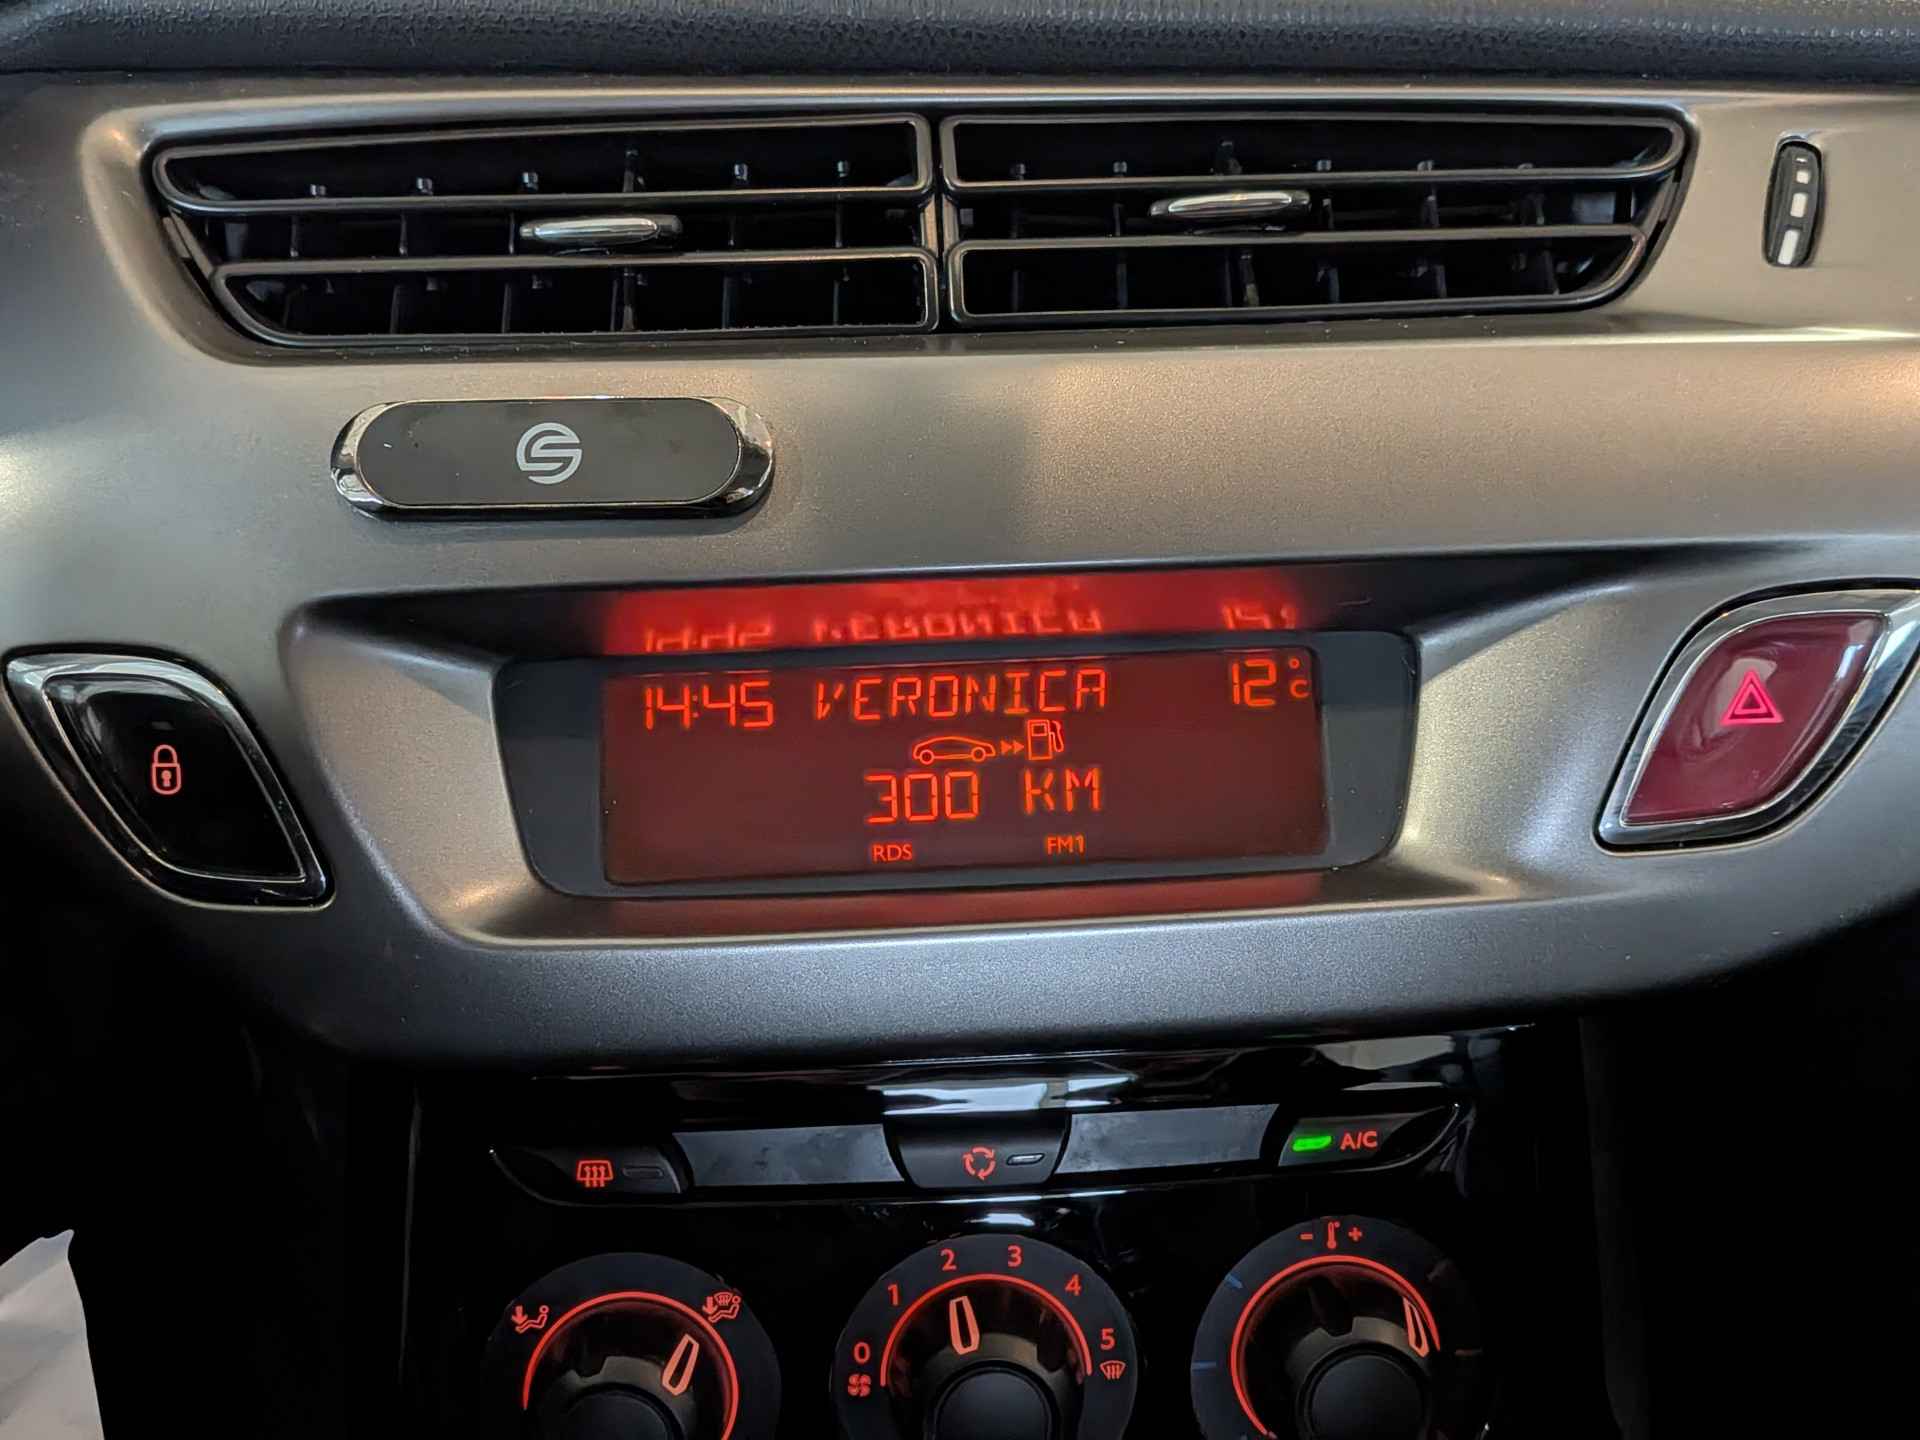 14:45 VERONICA 12°C
300 KM
RDS FM1
A/C
- +
0 1 2 3 4 5